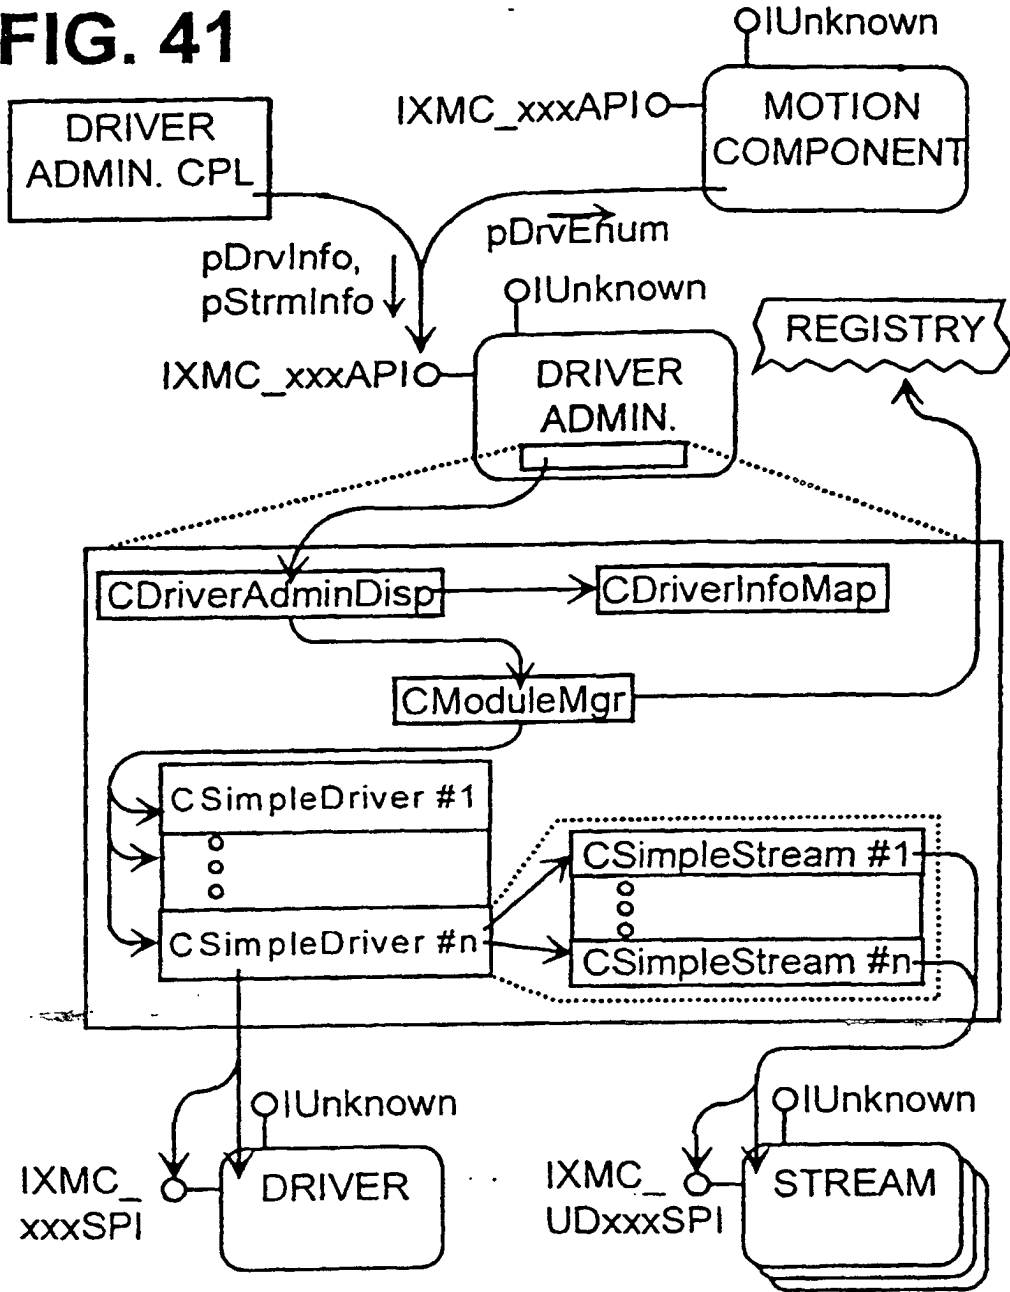 FIG. 41
IUnknown
DRIVER
ADMIN. CPL
IXMC_xxxAPI
MOTION
COMPONENT
pDrvInfo,
pStrmInfo
pDrvEnum
IUnknown
REGISTRY
IXMC_xxxAPI
DRIVER
ADMIN.
CDriverAdminDisp
CDriverInfoMap
CModuleMgr
CSimpleDriver #1
CSimpleDriver #n
CSimpleStream #1
CSimpleStream #n
IUnknown
IXMC_
xxxSPI
DRIVER
IUnknown
IXMC_
UDxxxSPI
STREAM